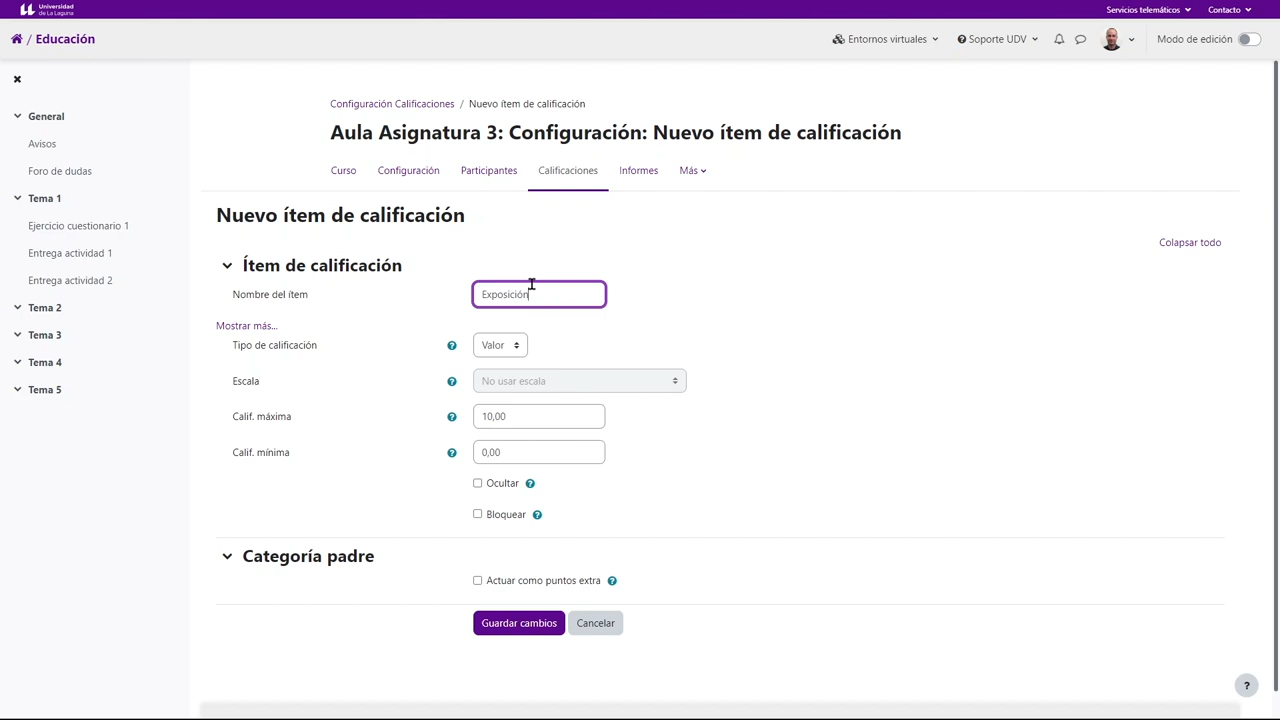 Universidad
de La Laguna
Servicios telemáticos
Contacto
/ Educación
Entornos virtuales
Soporte UDV
Modo de edición
General
Avisos
Foro de dudas
Tema 1
Ejercicio cuestionario 1
Entrega actividad 1
Entrega actividad 2
Tema 2
Tema 3
Tema 4
Tema 5
Configuración Calificaciones / Nuevo ítem de calificación
Aula Asignatura 3: Configuración: Nuevo ítem de calificación
Curso Configuración Participantes Calificaciones Informes Más
Nuevo ítem de calificación
Colapsar todo
Ítem de calificación
Nombre del ítem Exposición
Mostrar más...
Tipo de calificación ? Valor
Escala ? No usar escala
Calif. máxima ? 10,00
Calif. mínima ? 0,00
Ocultar ?
Bloquear ?
Categoría padre
Actuar como puntos extra ?
Guardar cambios Cancelar
?